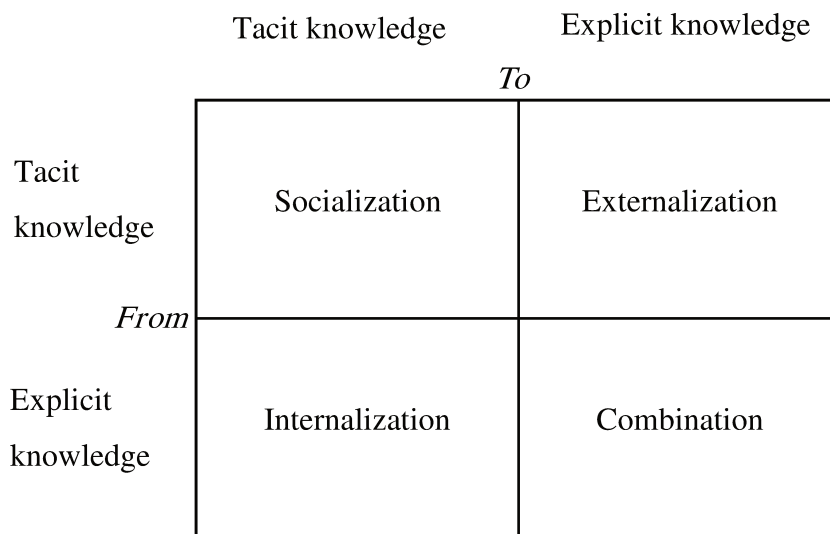 Tacit knowledge
Explicit knowledge
To
Tacit
knowledge
Socialization
Externalization
From
Explicit
knowledge
Internalization
Combination